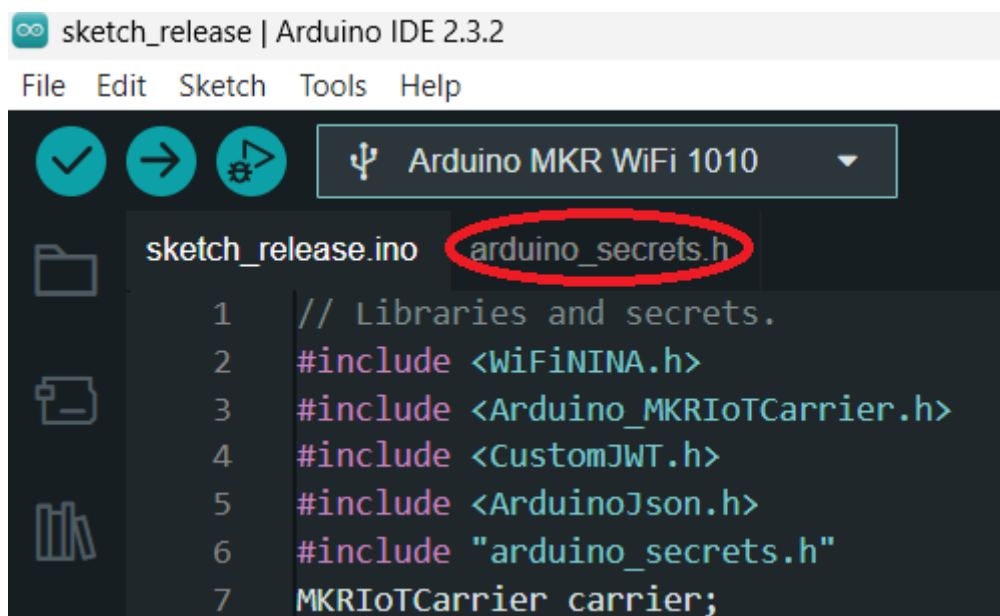 sketch_release | Arduino IDE 2.3.2
File Edit Sketch Tools Help
Arduino MKR WiFi 1010
sketch_release.ino arduino_secrets.h
1 // Libraries and secrets.
2 #include <WiFiNINA.h>
3 #include <Arduino_MKRIoTCarrier.h>
4 #include <CustomJWT.h>
5 #include <ArduinoJson.h>
6 #include "arduino_secrets.h"
7 MKRIoTCarrier carrier;